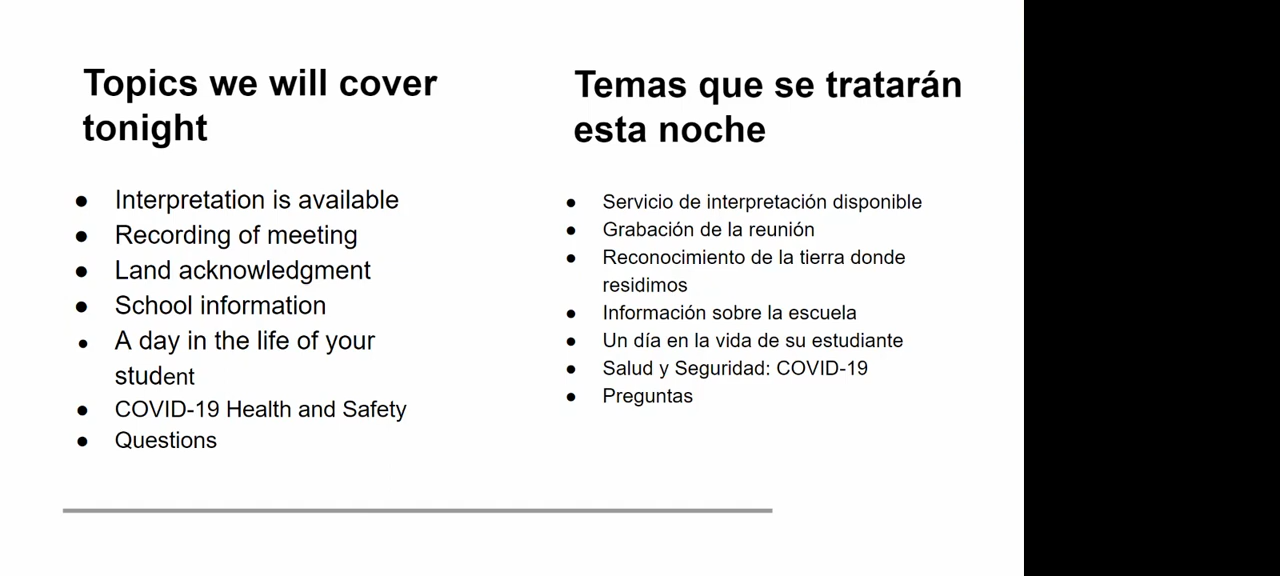 Topics we will cover
tonight
● Interpretation is available
● Recording of meeting
● Land acknowledgment
● School information
● A day in the life of your
student
● COVID-19 Health and Safety
● Questions
Temas que se tratarán
esta noche
● Servicio de interpretación disponible
● Grabación de la reunión
● Reconocimiento de la tierra donde
residimos
● Información sobre la escuela
● Un día en la vida de su estudiante
● Salud y Seguridad: COVID-19
● Preguntas